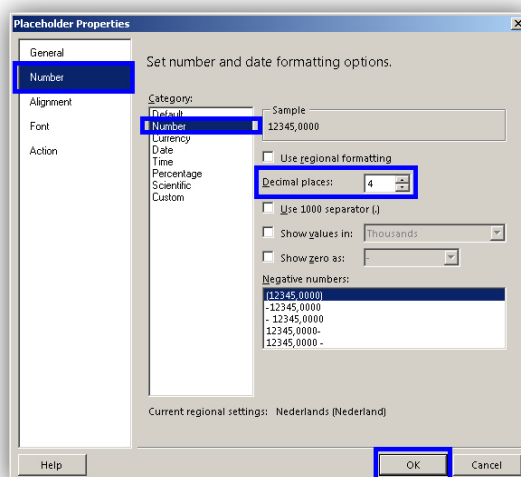 Placeholder Properties
General
Number
Alignment
Font
Action
Set number and date formatting options.
Category:
Default
Number
Currency
Date
Time
Percentage
Scientific
Custom
Sample
12345,0000
Use regional formatting
Decimal places: 4
Use 1000 separator (.)
Show values in: Thousands
Show zero as: -
Negative numbers:
(12345,0000)
-12345,0000
- 12345,0000
12345,0000-
12345,0000 -
Current regional settings: Nederlands (Nederland)
Help OK Cancel